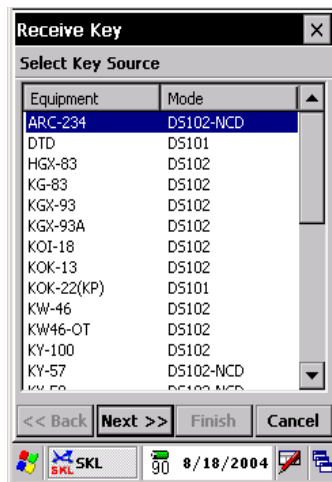 Receive Key
Select Key Source
Equipment Mode
ARC-234 DS102-NCD
DTD DS101
HGX-83 DS102
KG-83 DS102
KGX-93 DS102
KGX-93A DS102
KOI-18 DS102
KOK-13 DS102
KOK-22(KP) DS101
KW-46 DS102
KW46-OT DS102
KY-100 DS102
KY-57 DS102-NCD
<< Back Next >> Finish Cancel
SKL SKL 90 8/18/2004